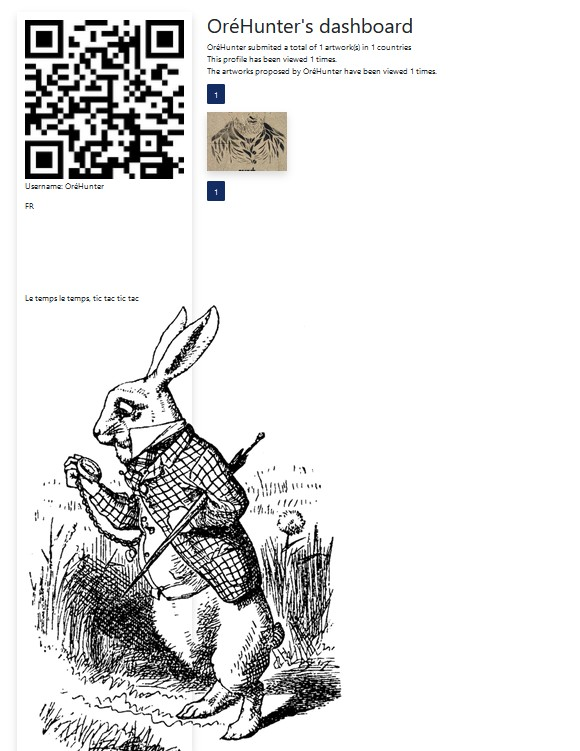 OréHunter's dashboard
OréHunter submited a total of 1 artwork(s) in 1 countries
This profile has been viewed 1 times.
The artworks proposed by OréHunter have been viewed 1 times.
1
1
Username: OréHunter
FR
Le temps le temps, tic tac tic tac